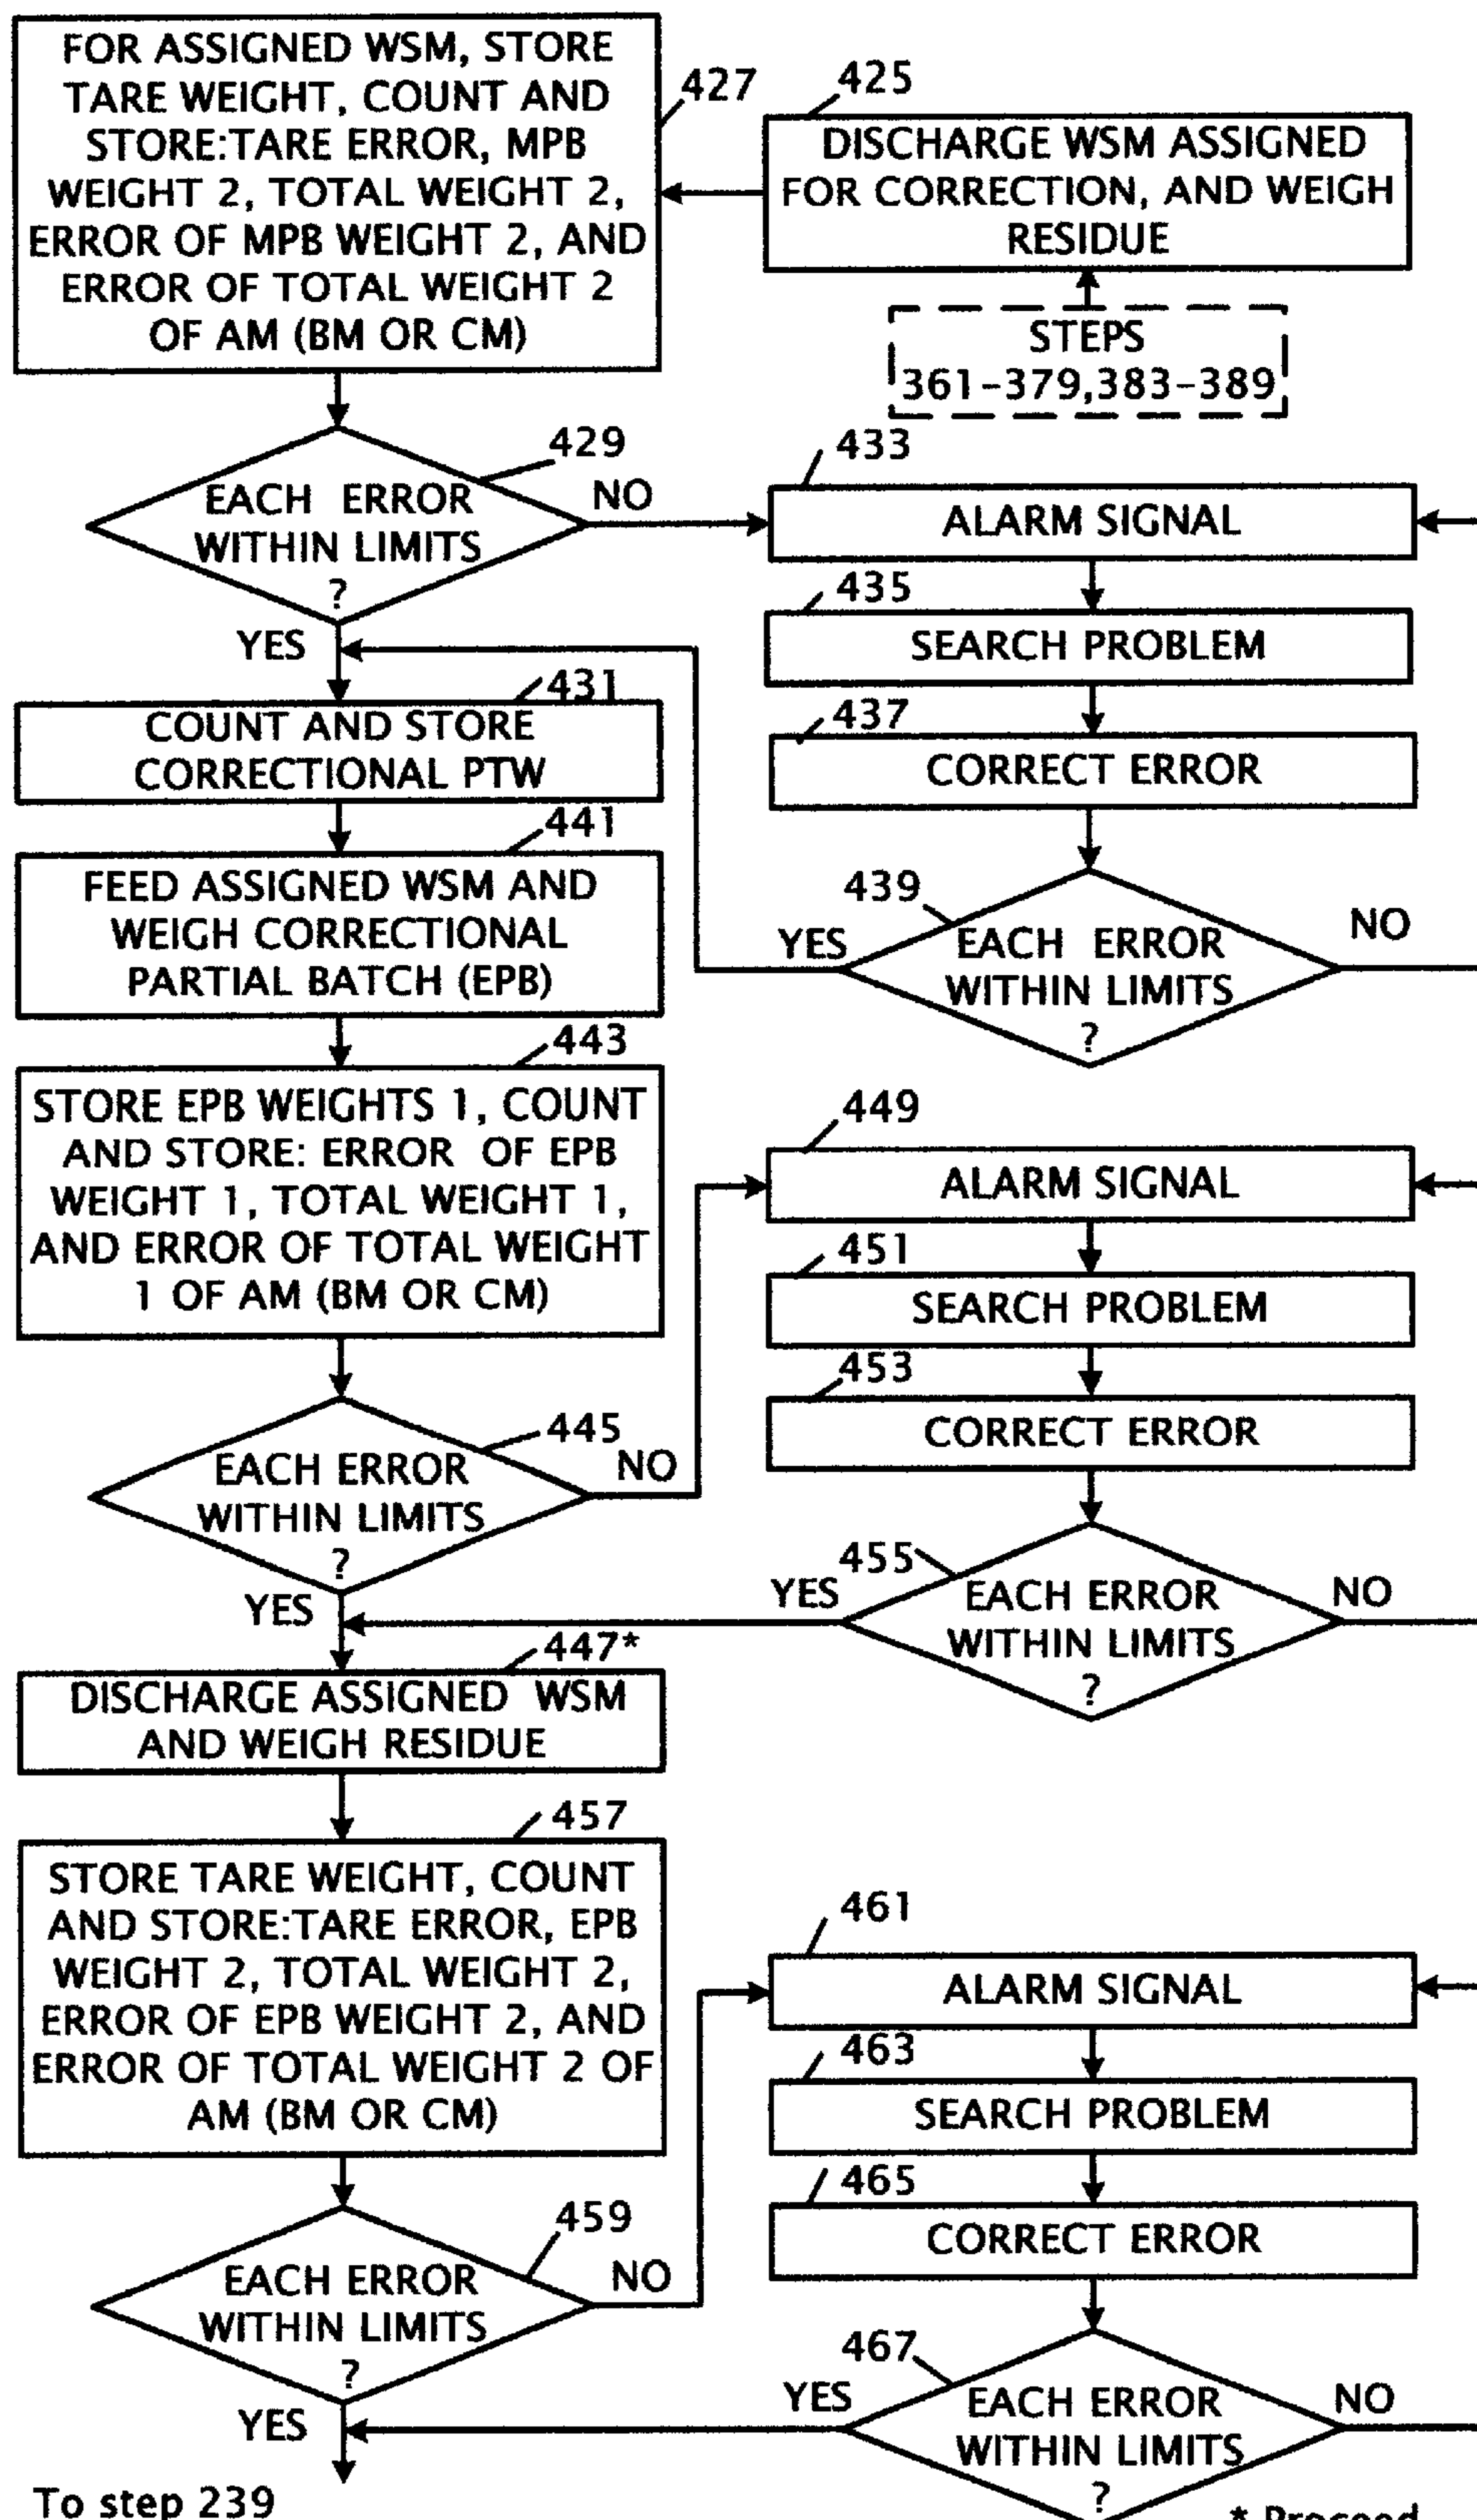 FOR ASSIGNED WSM, STORE
TARE WEIGHT, COUNT AND
STORE:TARE ERROR, MPB
WEIGHT 2, TOTAL WEIGHT 2,
ERROR OF MPB WEIGHT 2, AND
ERROR OF TOTAL WEIGHT 2
OF AM (BM OR CM)
427
425
DISCHARGE WSM ASSIGNED
FOR CORRECTION, AND WEIGH
RESIDUE
STEPS
361-379,383-389
429
EACH ERROR
WITHIN LIMITS
?
NO
YES
433
ALARM SIGNAL
435
SEARCH PROBLEM
437
CORRECT ERROR
439
EACH ERROR
WITHIN LIMITS
?
YES
NO
431
COUNT AND STORE
CORRECTIONAL PTW
441
FEED ASSIGNED WSM AND
WEIGH CORRECTIONAL
PARTIAL BATCH (EPB)
443
STORE EPB WEIGHTS 1, COUNT
AND STORE: ERROR OF EPB
WEIGHT 1, TOTAL WEIGHT 1,
AND ERROR OF TOTAL WEIGHT
1 OF AM (BM OR CM)
445
EACH ERROR
WITHIN LIMITS
?
NO
YES
449
ALARM SIGNAL
451
SEARCH PROBLEM
453
CORRECT ERROR
455
EACH ERROR
WITHIN LIMITS
?
YES
NO
447*
DISCHARGE ASSIGNED WSM
AND WEIGH RESIDUE
457
STORE TARE WEIGHT, COUNT
AND STORE:TARE ERROR, EPB
WEIGHT 2, TOTAL WEIGHT 2,
ERROR OF EPB WEIGHT 2, AND
ERROR OF TOTAL WEIGHT 2 OF
AM (BM OR CM)
459
EACH ERROR
WITHIN LIMITS
?
NO
YES
461
ALARM SIGNAL
463
SEARCH PROBLEM
465
CORRECT ERROR
467
EACH ERROR
WITHIN LIMITS
?
YES
NO
To step 239
* Proceed